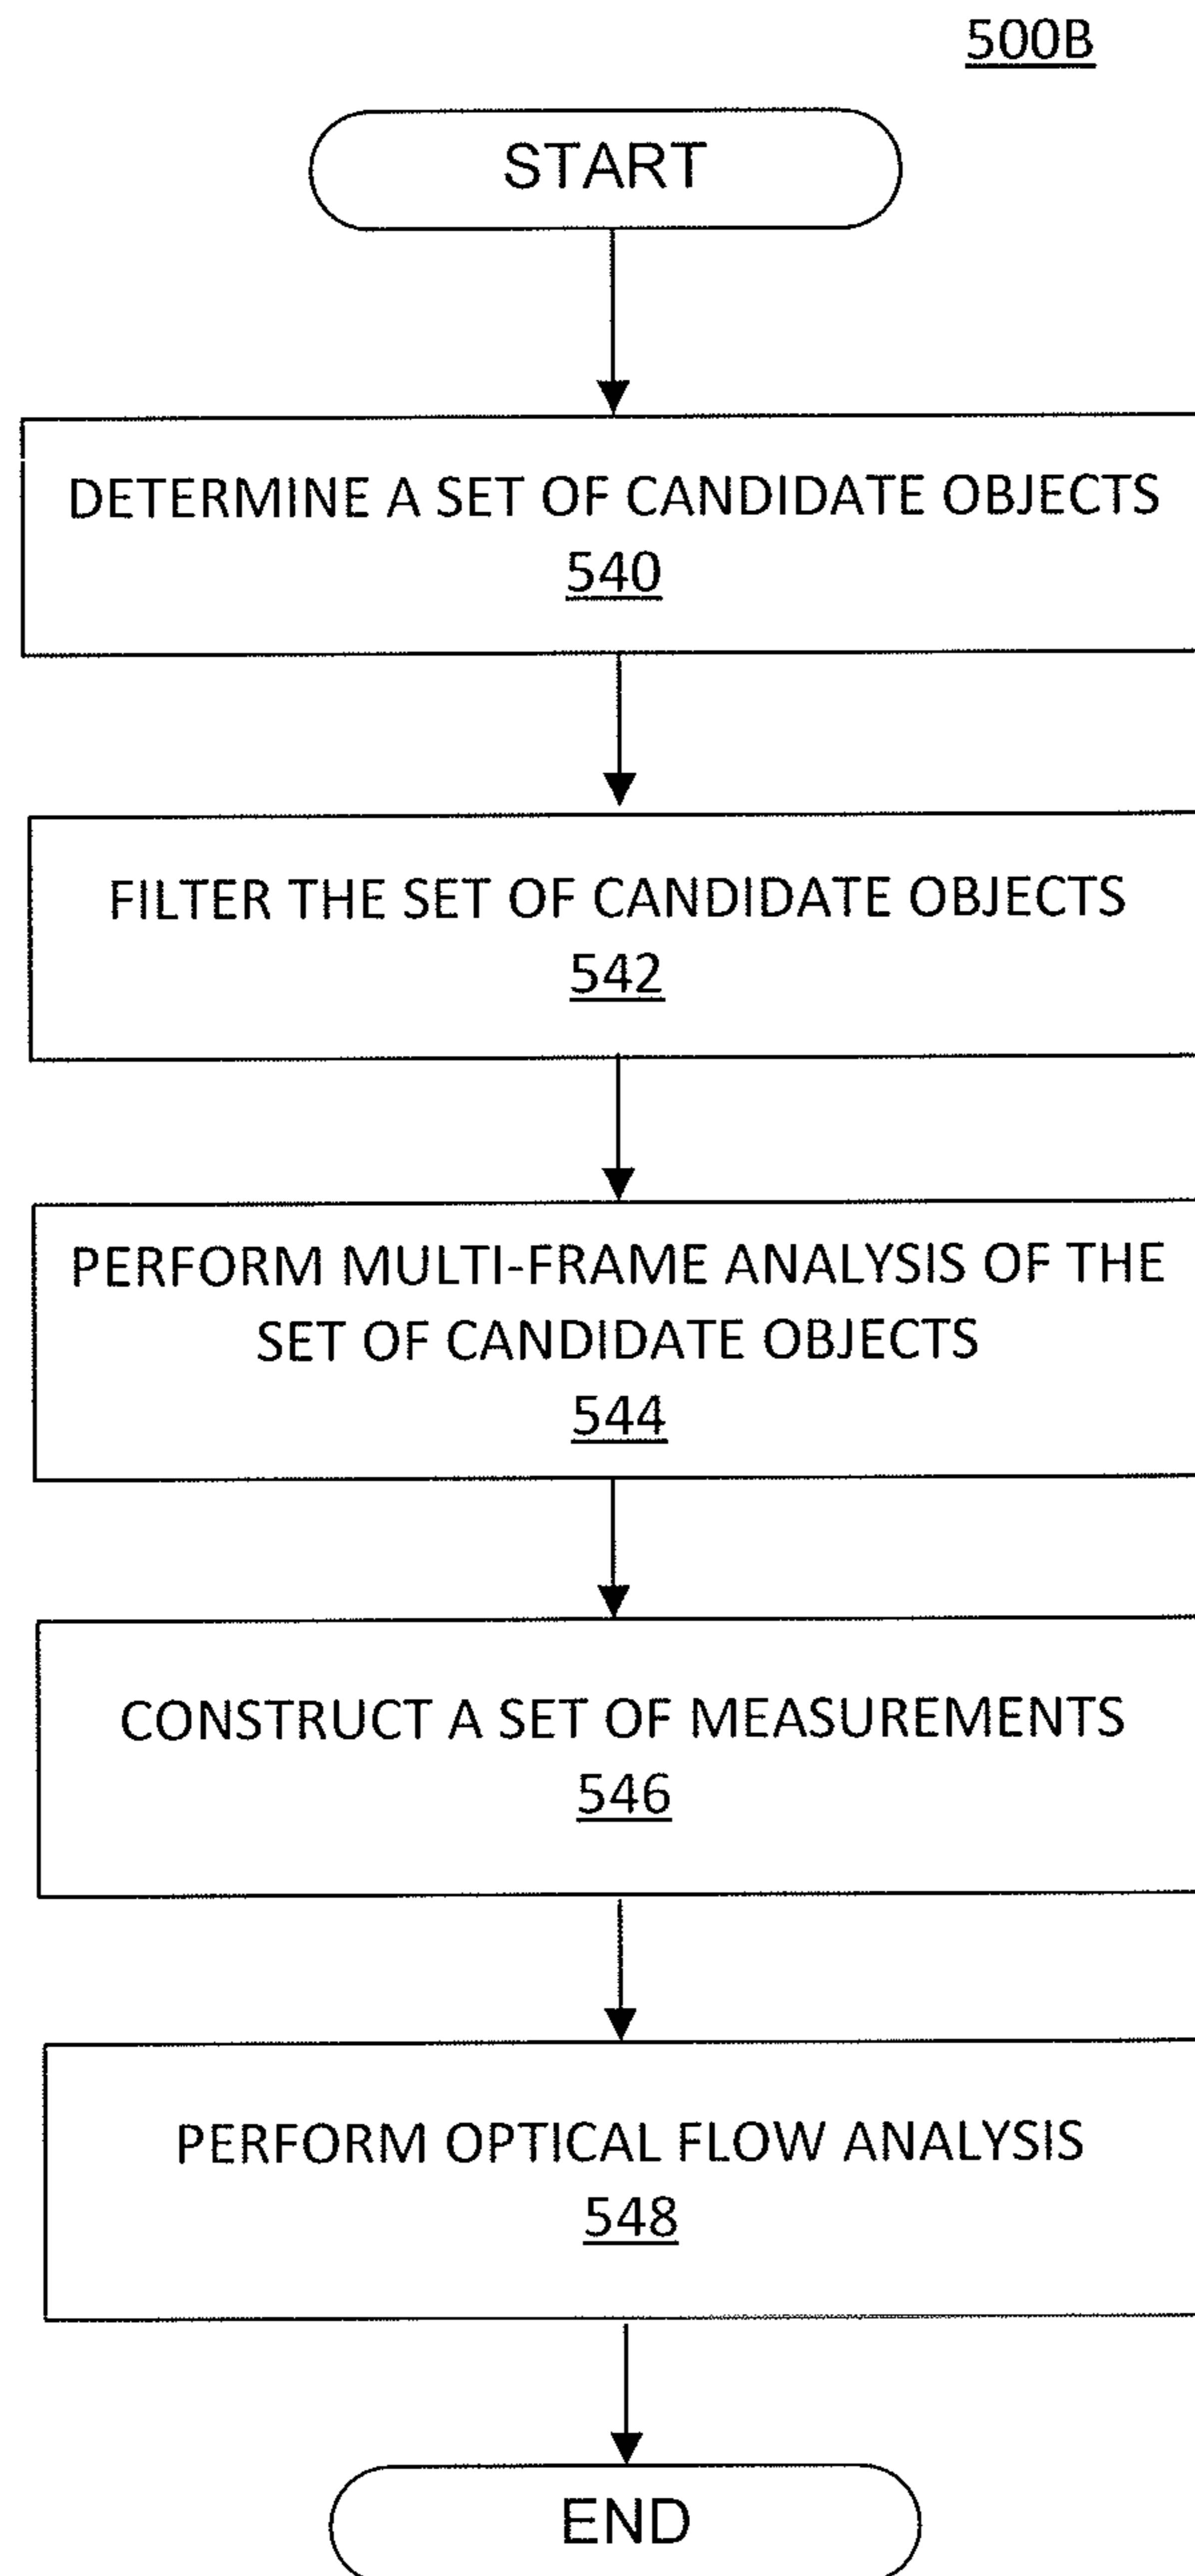 500B
START
DETERMINE A SET OF CANDIDATE OBJECTS
540
FILTER THE SET OF CANDIDATE OBJECTS
542
PERFORM MULTI-FRAME ANALYSIS OF THE
SET OF CANDIDATE OBJECTS
544
CONSTRUCT A SET OF MEASUREMENTS
546
PERFORM OPTICAL FLOW ANALYSIS
548
END